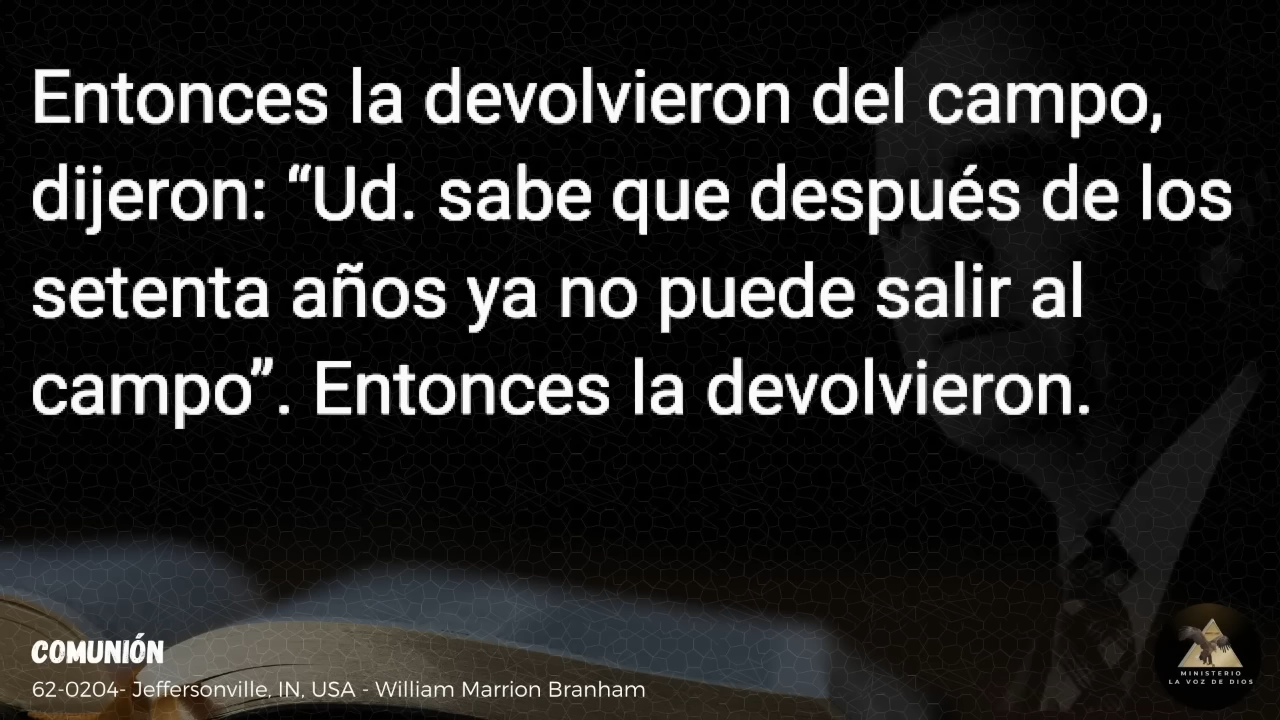 Entonces la devolvieron del campo,
dijeron: “Ud. sabe que después de los
setenta años ya no puede salir al
campo”. Entonces la devolvieron.
COMUNIÓN
62-0204- Jeffersonville, IN, USA - William Marrion Branham
MINISTERIO
LA VOZ DE DIOS